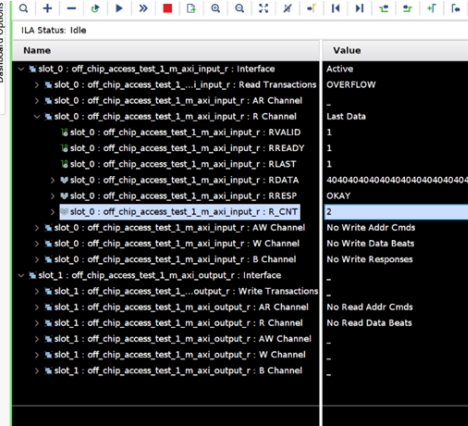 Dashboard Options
ILA Status: Idle
Name Value
slot_0 : off_chip_access_test_1_m_axi_input_r : Interface Active
slot_0 : off_chip_access_test_1_...i_input_r : Read Transactions OVERFLOW
slot_0 : off_chip_access_test_1_m_axi_input_r : AR Channel _
slot_0 : off_chip_access_test_1_m_axi_input_r : R Channel Last Data
slot_0 : off_chip_access_test_1_m_axi_input_r : RVALID 1
slot_0 : off_chip_access_test_1_m_axi_input_r : RREADY 1
slot_0 : off_chip_access_test_1_m_axi_input_r : RLAST 1
slot_0 : off_chip_access_test_1_m_axi_input_r : RDATA 40404040404040404040404040404
slot_0 : off_chip_access_test_1_m_axi_input_r : RRESP OKAY
slot_0 : off_chip_access_test_1_m_axi_input_r : R_CNT 2
slot_0 : off_chip_access_test_1_m_axi_input_r : AW Channel No Write Addr Cmds
slot_0 : off_chip_access_test_1_m_axi_input_r : W Channel No Write Data Beats
slot_0 : off_chip_access_test_1_m_axi_input_r : B Channel No Write Responses
slot_1 : off_chip_access_test_1_m_axi_output_r : Interface _
slot_1 : off_chip_access_test_1_...output_r : Write Transactions _
slot_1 : off_chip_access_test_1_m_axi_output_r : AR Channel No Read Addr Cmds
slot_1 : off_chip_access_test_1_m_axi_output_r : R Channel No Read Data Beats
slot_1 : off_chip_access_test_1_m_axi_output_r : AW Channel _
slot_1 : off_chip_access_test_1_m_axi_output_r : W Channel _
slot_1 : off_chip_access_test_1_m_axi_output_r : B Channel _